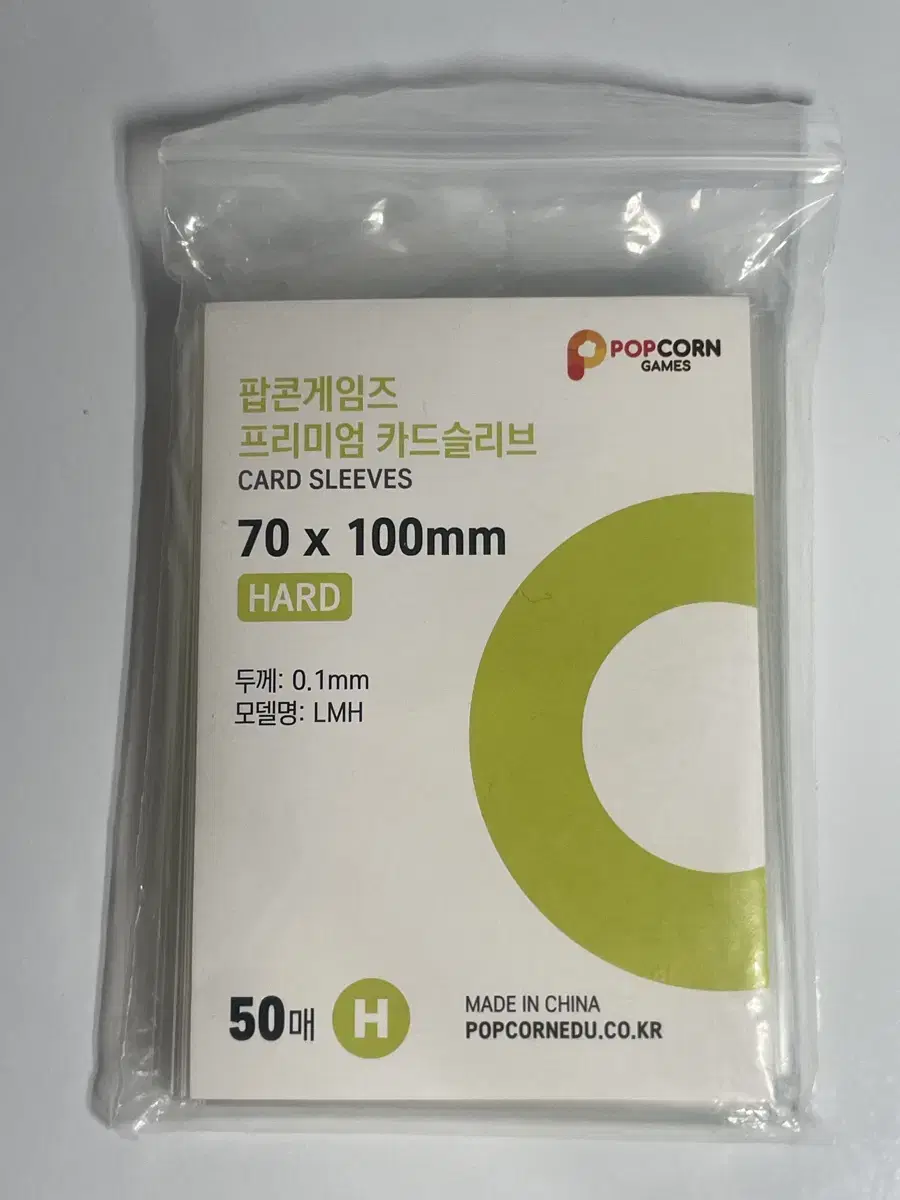 POPCORN
GAMES
팝콘게임즈
프리미엄 카드슬리브
CARD SLEEVES
70 x 100mm
HARD
두께: 0.1mm
모델명: LMH
50매 H
MADE IN CHINA
POPCORNEDU.CO.KR